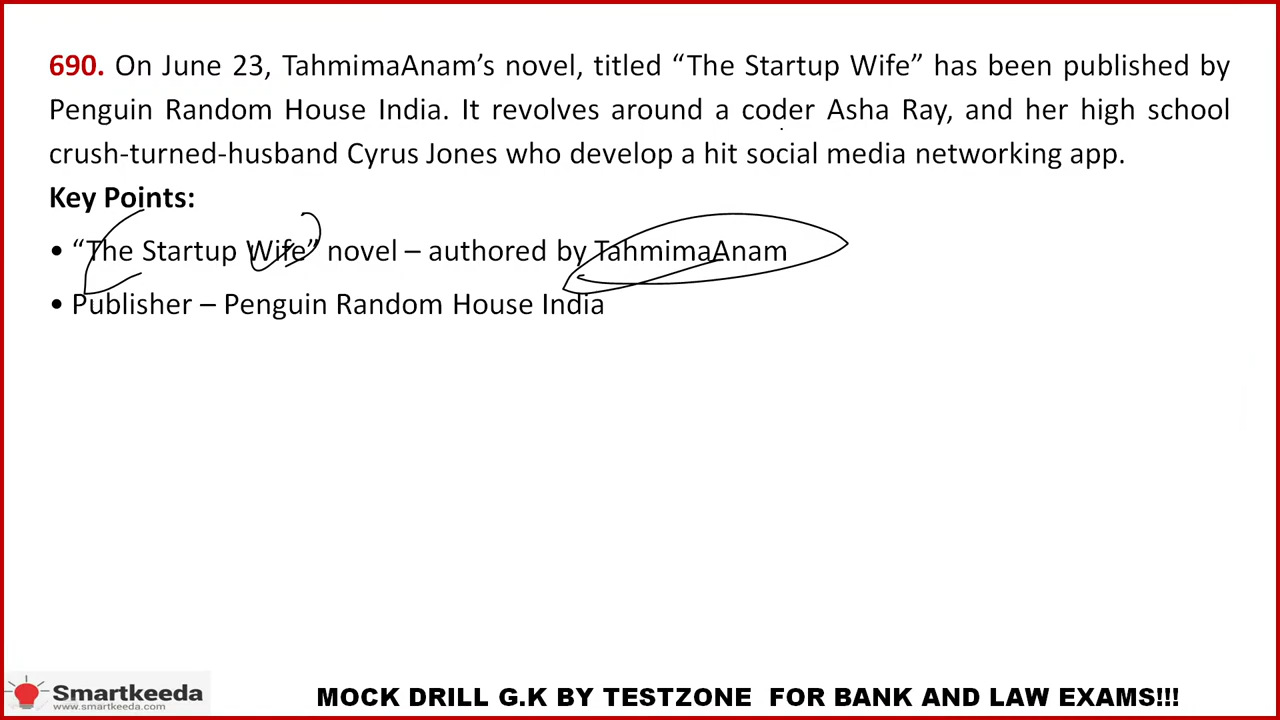 690. On June 23, TahmimaAnam’s novel, titled “The Startup Wife” has been published by
Penguin Random House India. It revolves around a coder Asha Ray, and her high school
crush-turned-husband Cyrus Jones who develop a hit social media networking app.
Key Points:
• “The Startup Wife” novel – authored by TahmimaAnam
• Publisher – Penguin Random House India
Smartkeeda
www.smartkeeda.com
MOCK DRILL G.K BY TESTZONE FOR BANK AND LAW EXAMS!!!